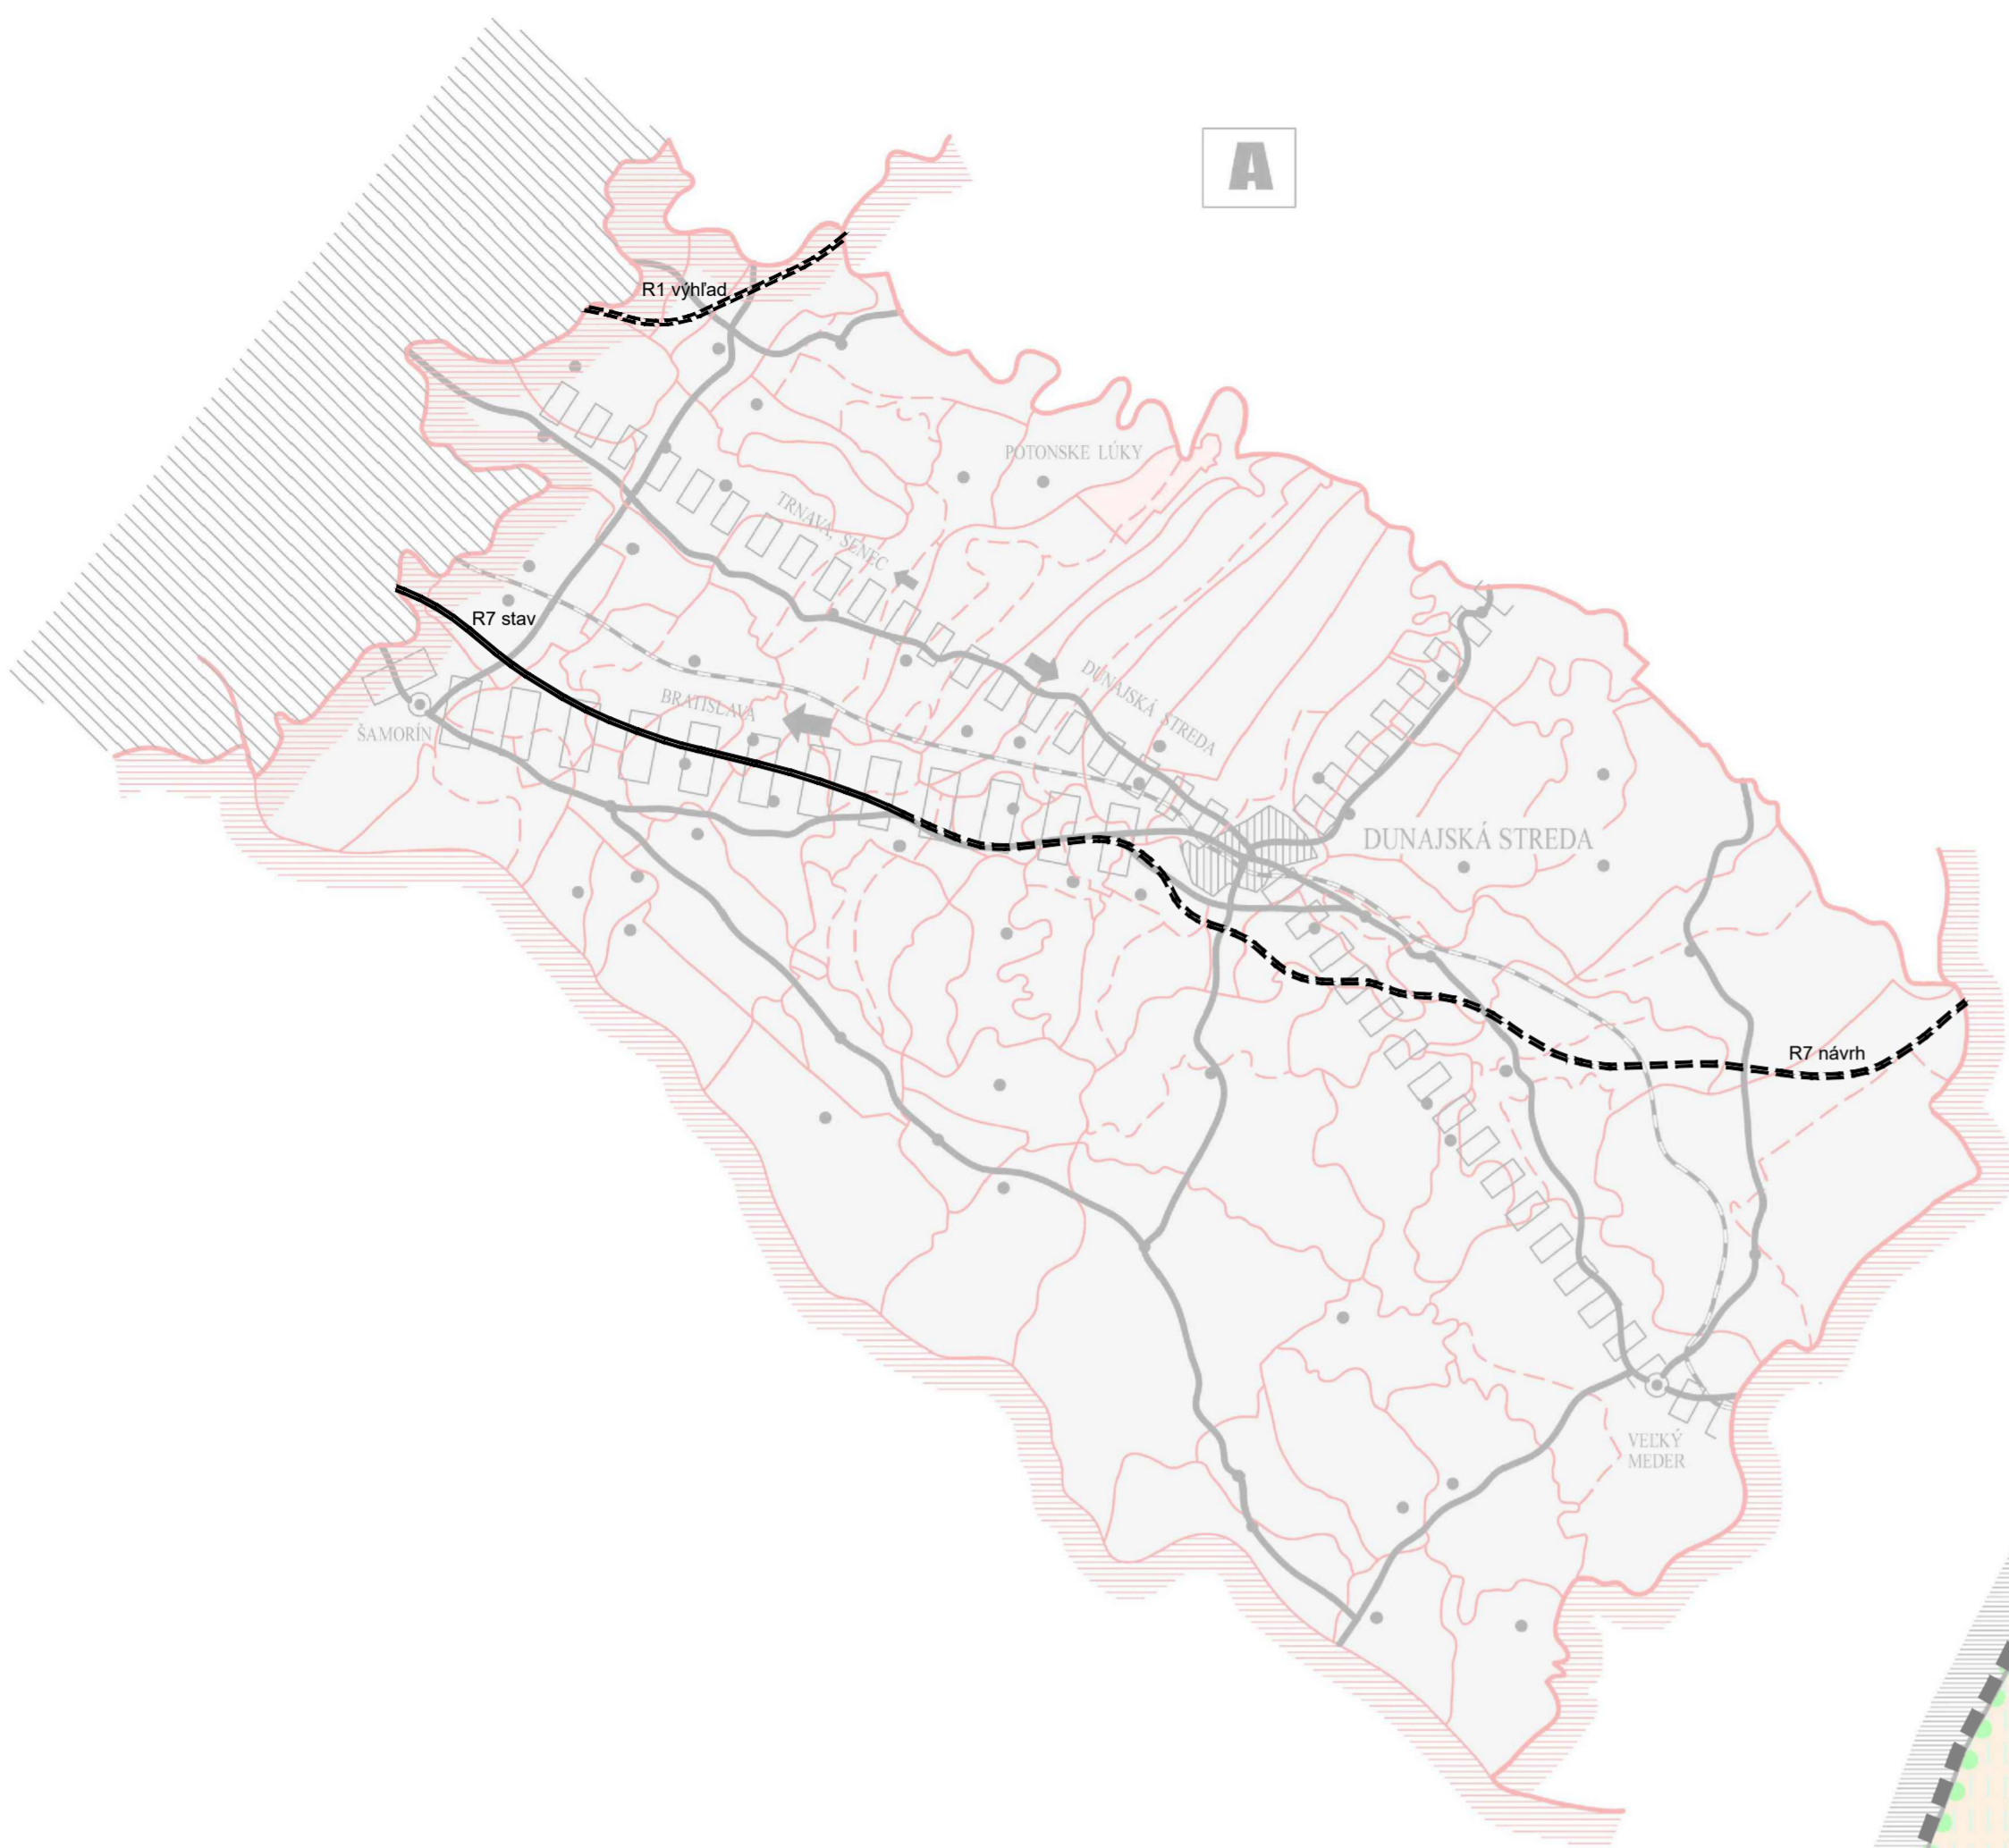 A
R1 výhľad
POTONSKE LÚKY
TRNAVA, SENEC
R7 stav
DUNAJSKÁ STREDA
BRATISLAVA
ŠAMORÍN
DUNAJSKÁ STREDA
R7 návrh
VEĽKÝ
MEDER